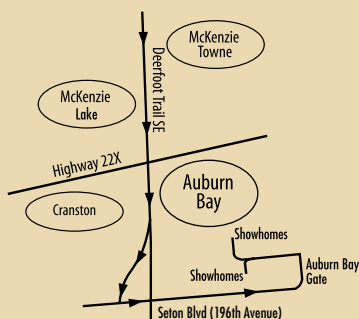 McKenzie
Towne
Deerfoot Trail SE
McKenzie
Lake
Highway 22X
Auburn
Bay
Cranston
Showhomes
Showhomes
Auburn Bay
Gate
Seton Blvd (196th Avenue)